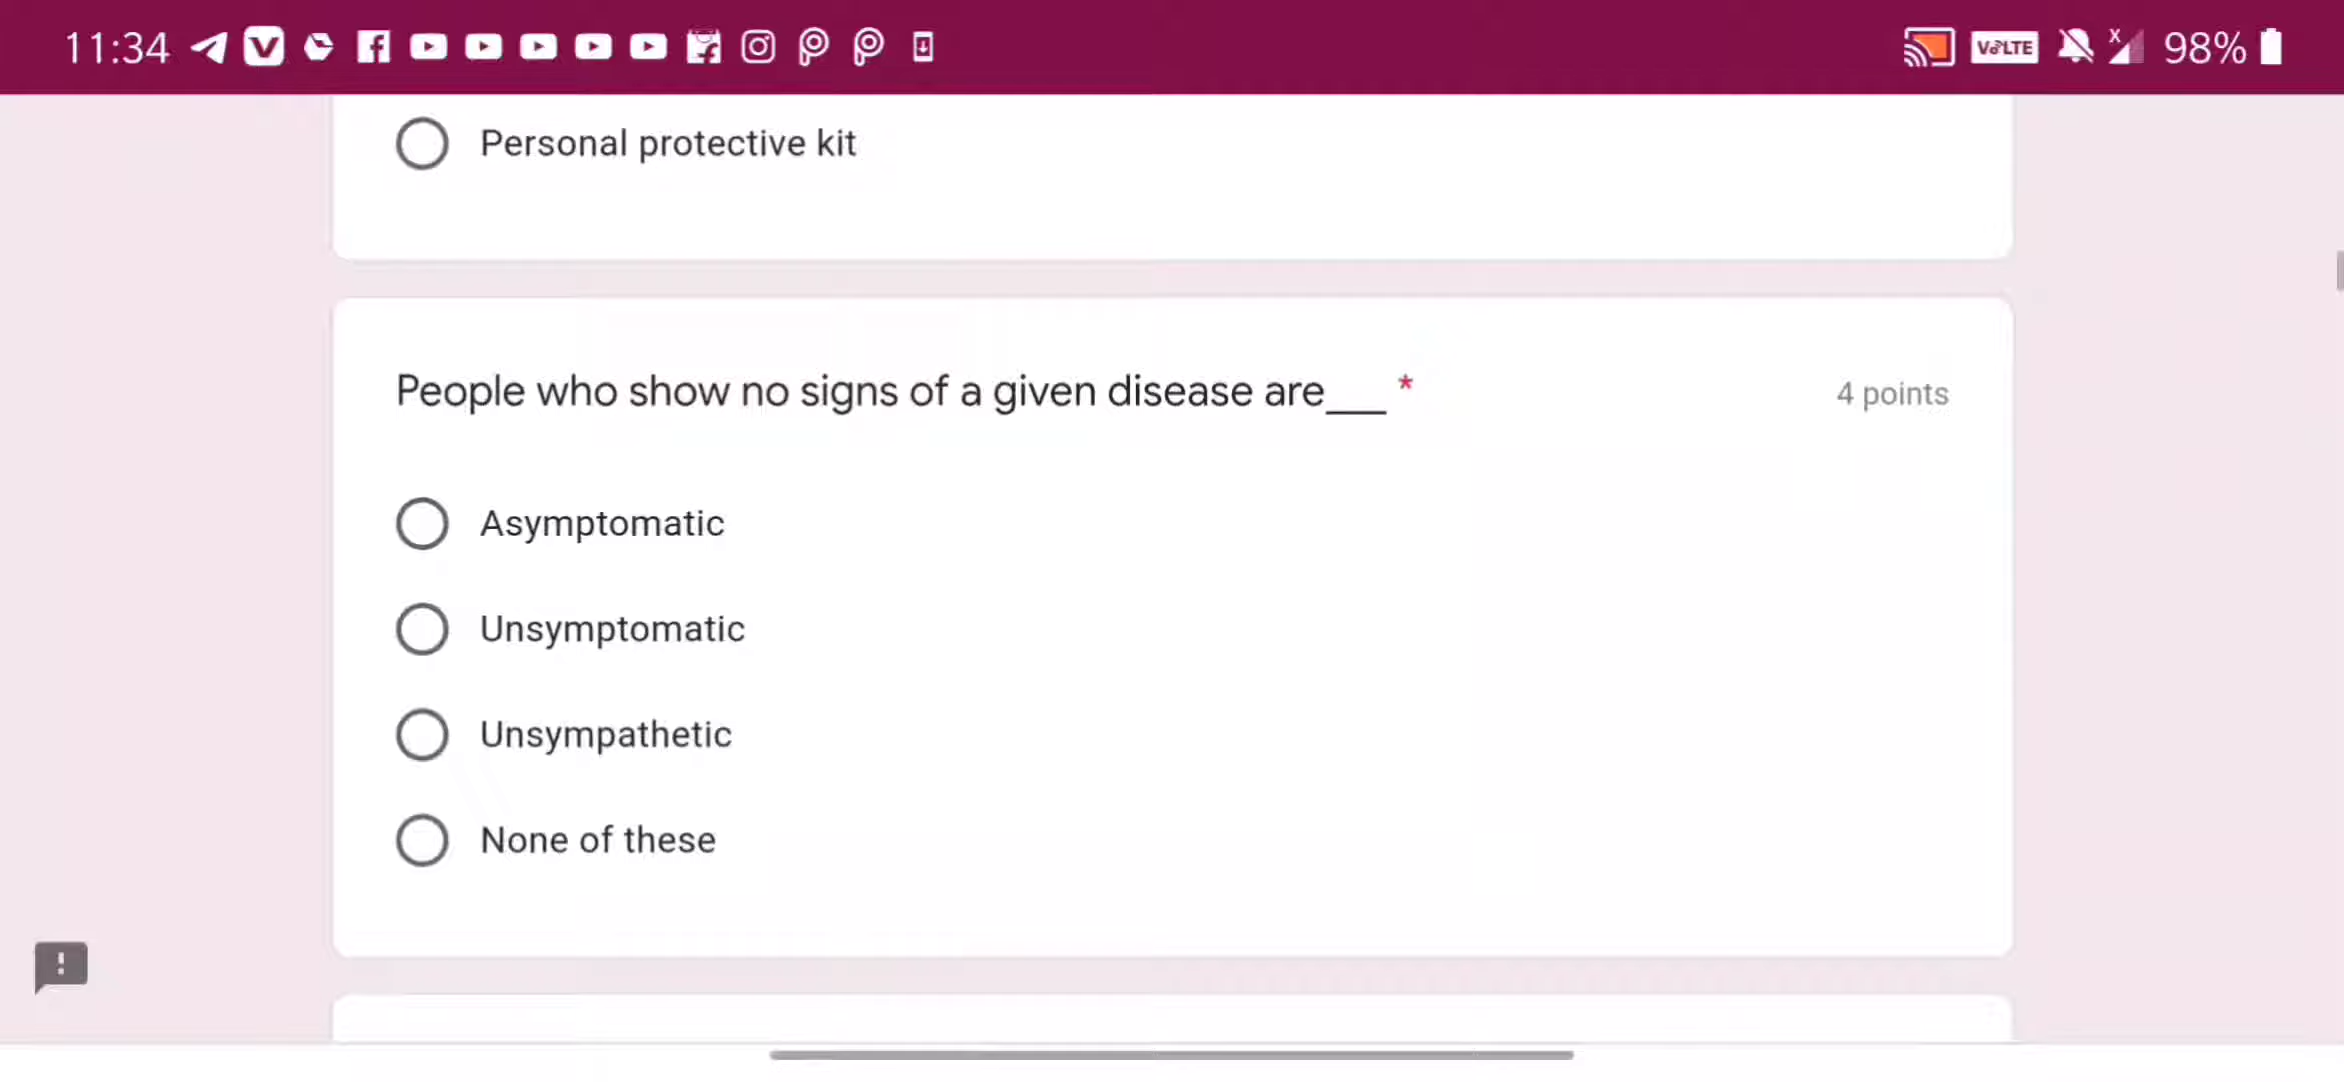 11:34
VoLTE
98%
Personal protective kit
People who show no signs of a given disease are___ *
4 points
Asymptomatic
Unsymptomatic
Unsympathetic
None of these